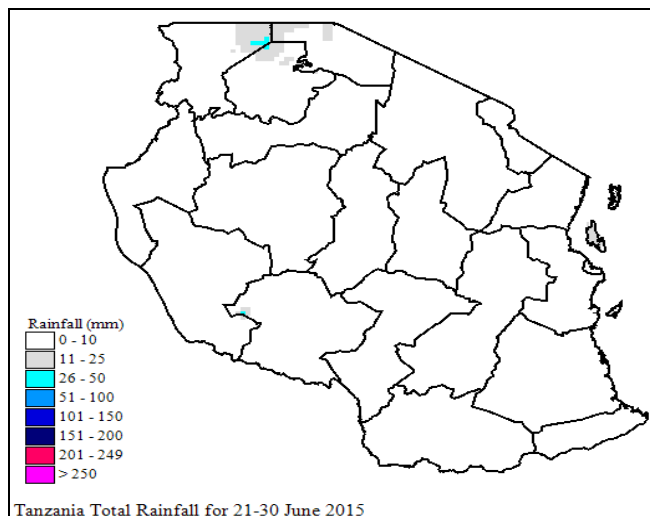 Rainfall (mm)
0 - 10
11 - 25
26 - 50
51 - 100
101 - 150
151 - 200
201 - 249
> 250
Tanzania Total Rainfall for 21-30 June 2015